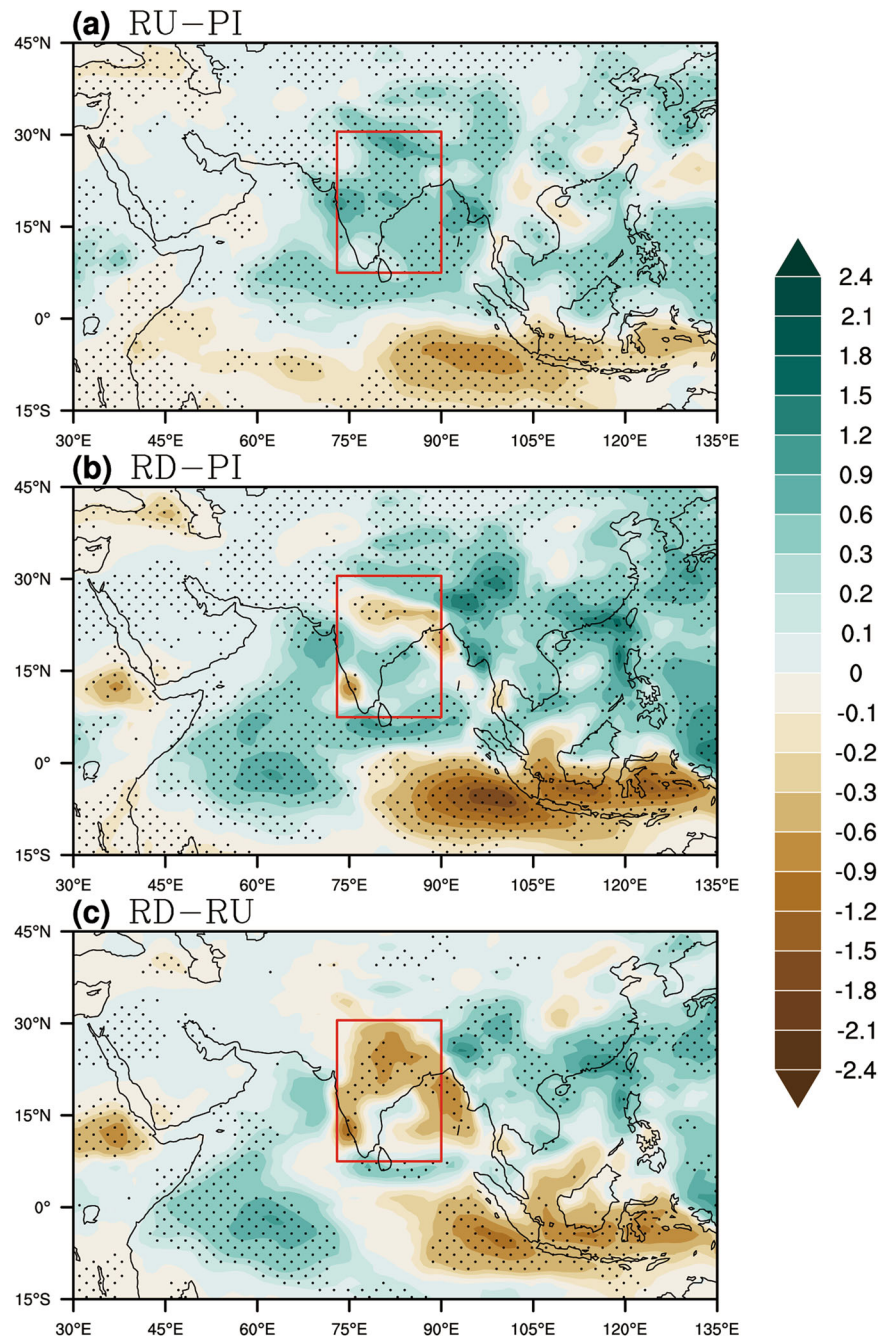 (a) RU-PI
45°N
30°N
15°N
0°
15°S
30°E 45°E 60°E 75°E 90°E 105°E 120°E 135°E
(b) RD-PI
45°N
30°N
15°N
0°
15°S
30°E 45°E 60°E 75°E 90°E 105°E 120°E 135°E
(c) RD-RU
45°N
30°N
15°N
0°
15°S
30°E 45°E 60°E 75°E 90°E 105°E 120°E 135°E
2.4
2.1
1.8
1.5
1.2
0.9
0.6
0.3
0.2
0.1
0
-0.1
-0.2
-0.3
-0.6
-0.9
-1.2
-1.5
-1.8
-2.1
-2.4